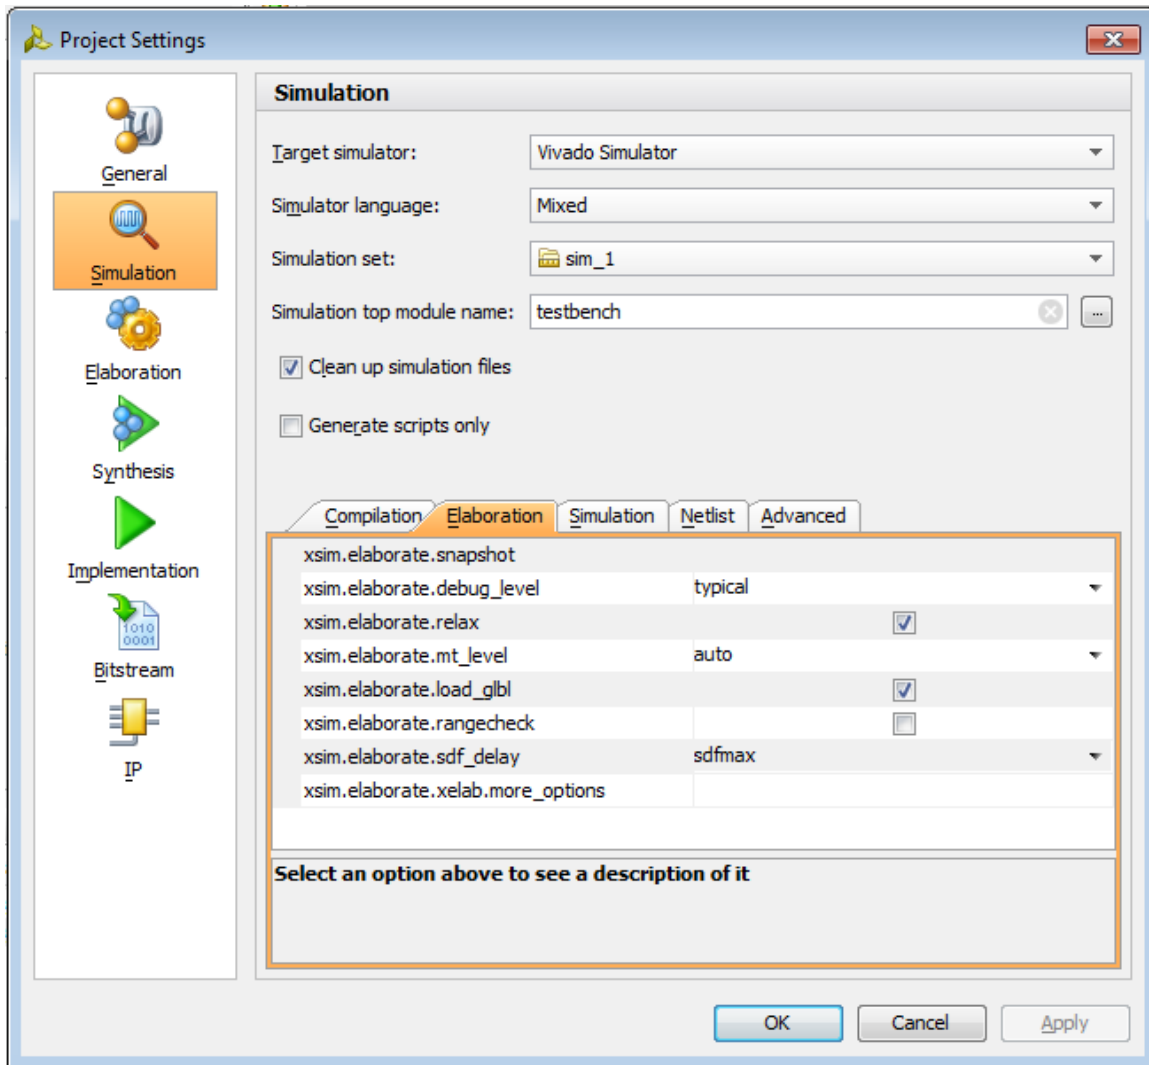 Project Settings
General
Simulation
Elaboration
Synthesis
Implementation
1010
0001
Bitstream
IP
Simulation
Target simulator: Vivado Simulator
Simulator language: Mixed
Simulation set: sim_1
Simulation top module name: testbench ...
Clean up simulation files
Generate scripts only
Compilation Elaboration Simulation Netlist Advanced
xsim.elaborate.snapshot
xsim.elaborate.debug_level typical
xsim.elaborate.relax
xsim.elaborate.mt_level auto
xsim.elaborate.load_glbl
xsim.elaborate.rangecheck
xsim.elaborate.sdf_delay sdfmax
xsim.elaborate.xelab.more_options
Select an option above to see a description of it
OK Cancel Apply